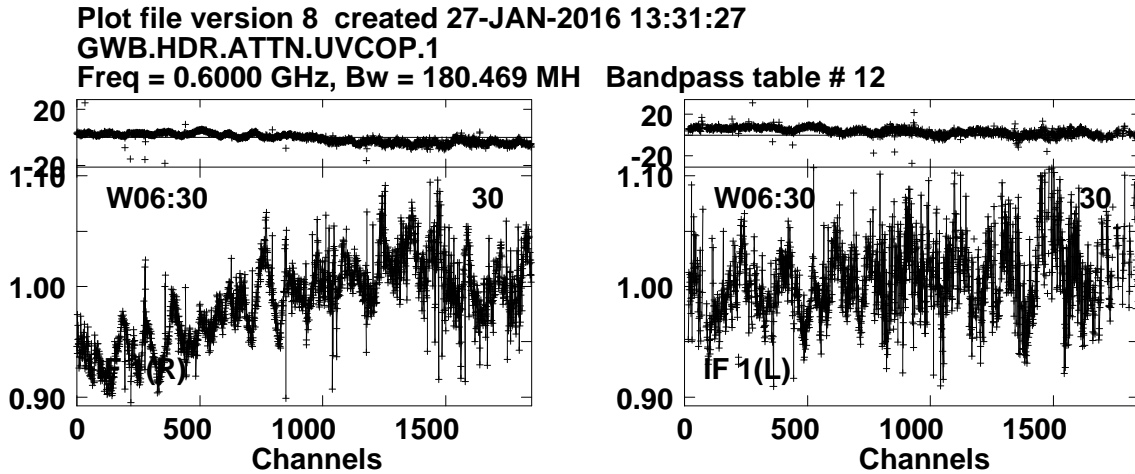 Plot file version 8 created 27-JAN-2016 13:31:27
GWB.HDR.ATTN.UVCOP.1
Freq = 0.6000 GHz, Bw = 180.469 MH Bandpass table # 12
20
-20
1.10
1.00
0.90
W06:30 30
IF 1(R)
0 500 1000 1500
Channels
20
-20
1.10
1.00
0.90
W06:30 30
IF 1(L)
0 500 1000 1500
Channels